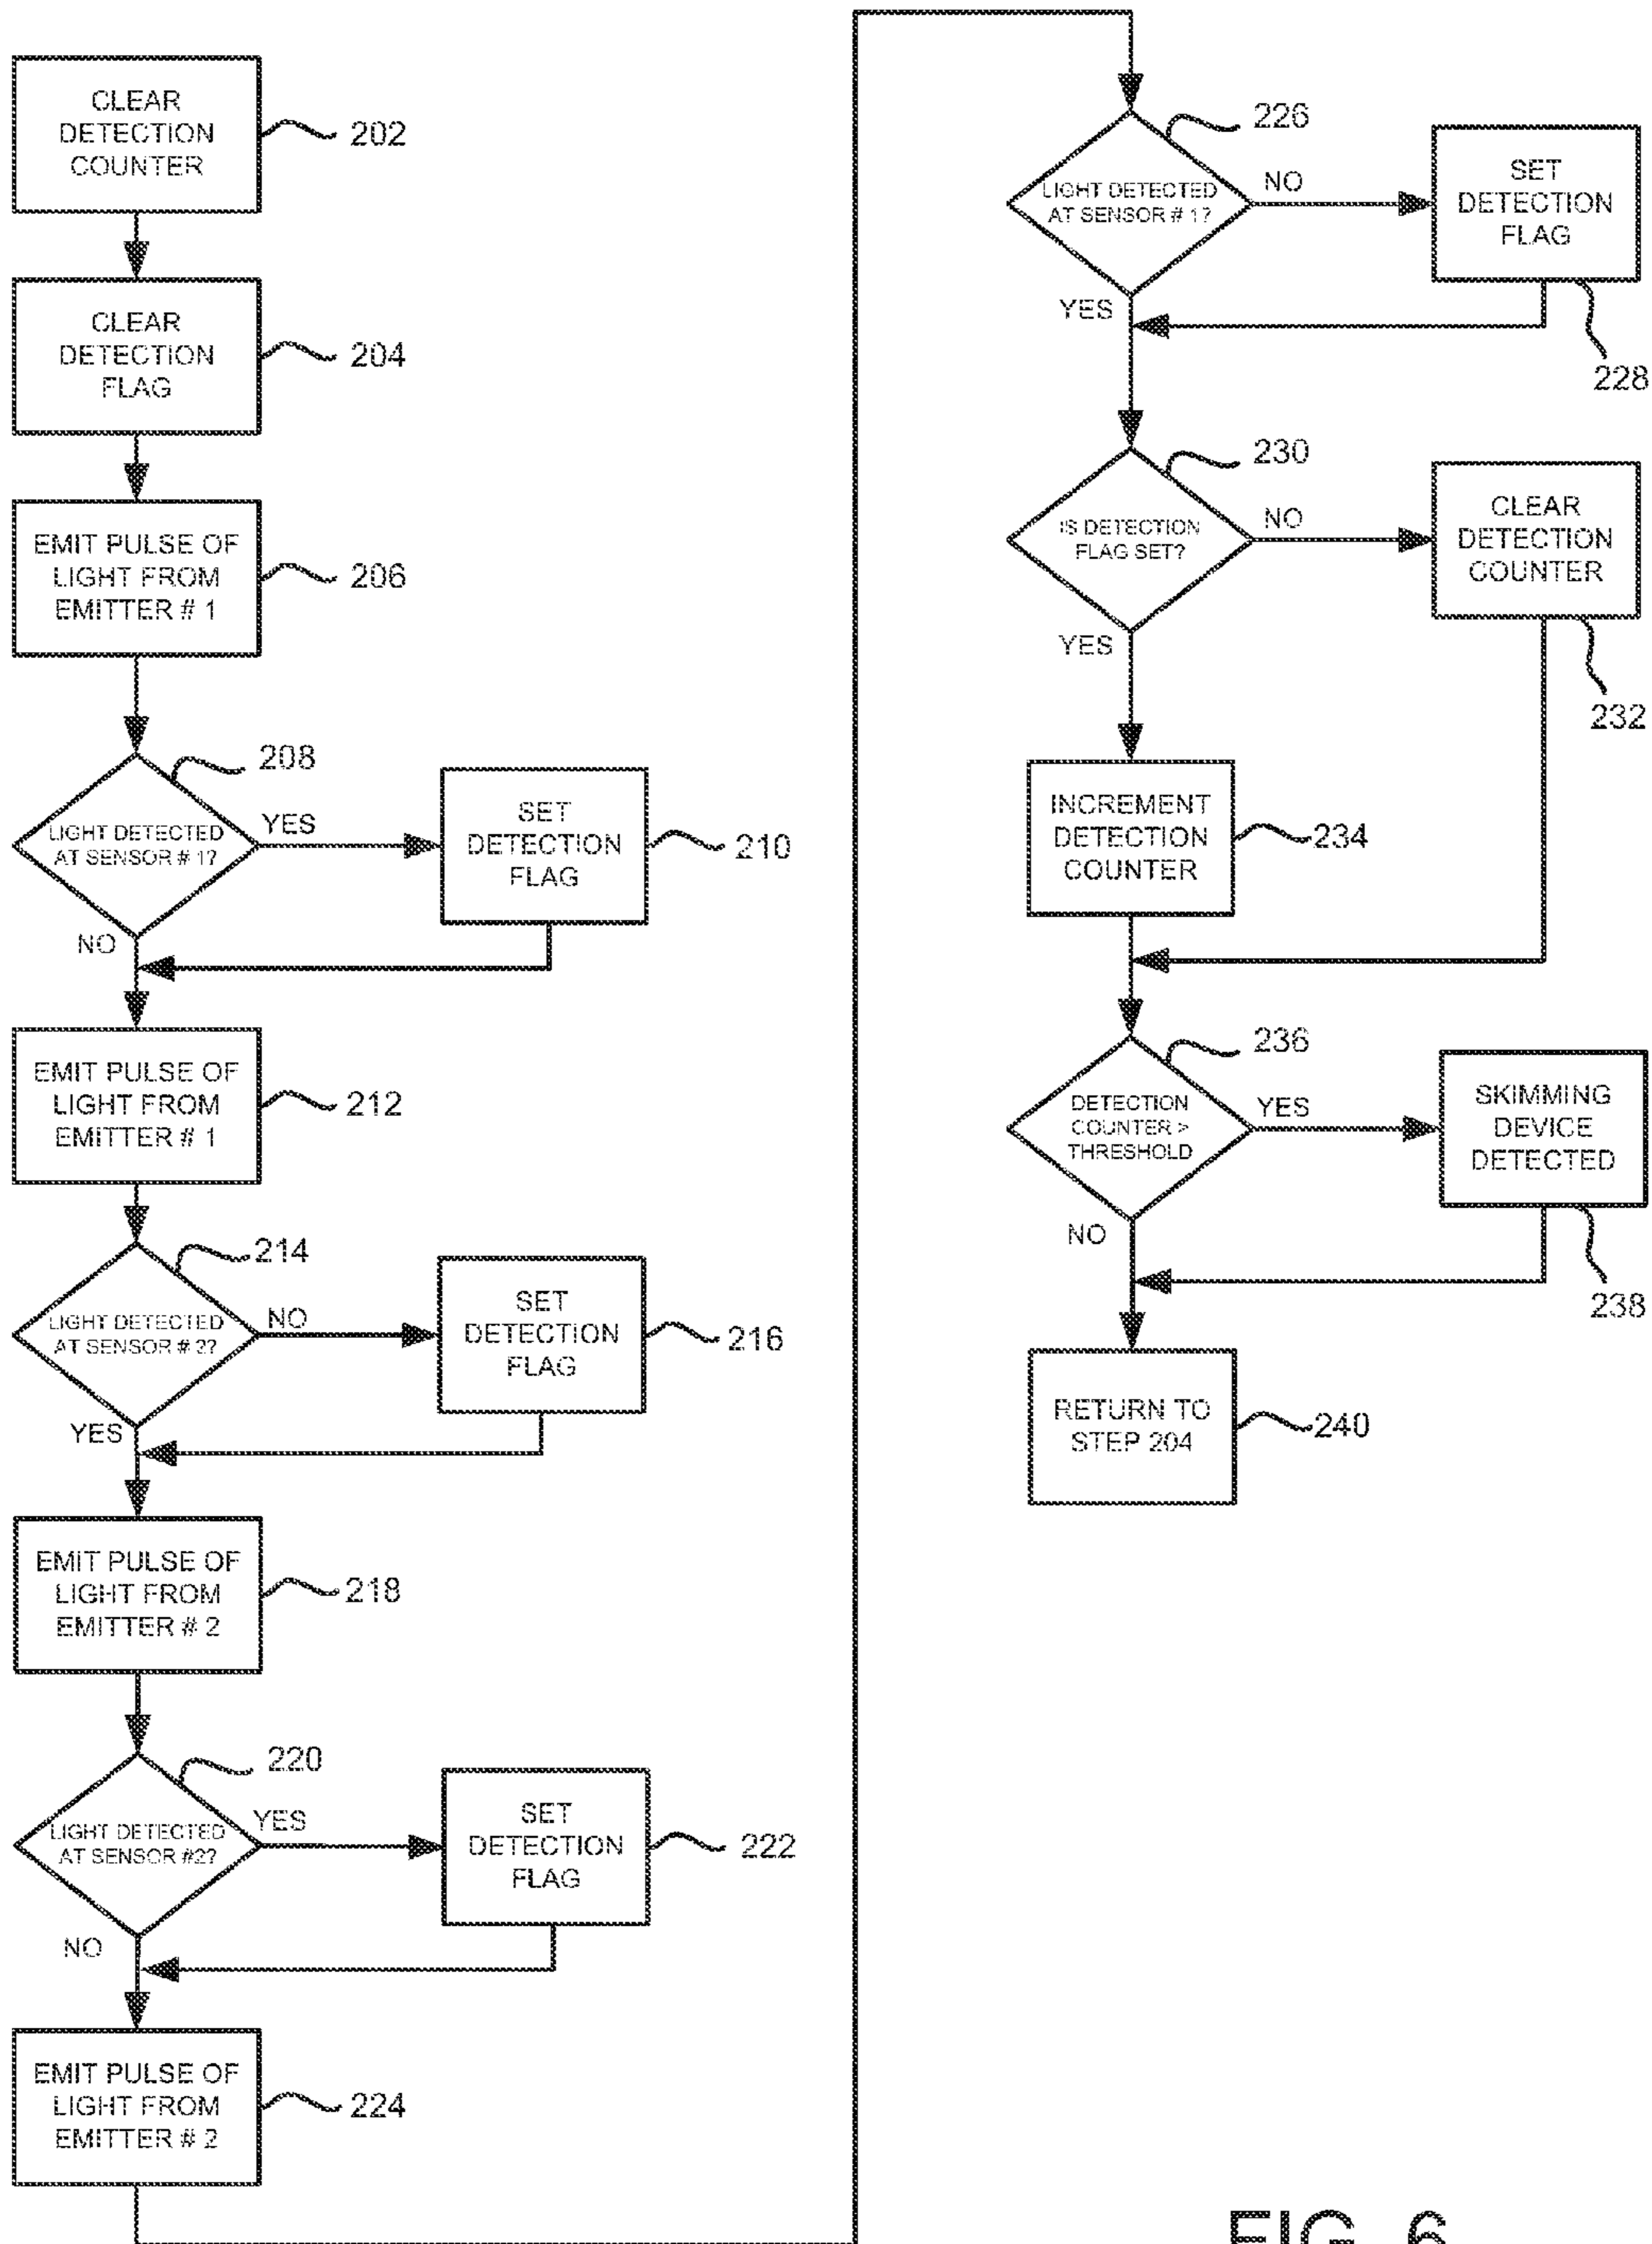 CLEAR
DETECTION
COUNTER
202
CLEAR
DETECTION
FLAG
204
EMIT PULSE OF
LIGHT FROM
EMITTER # 1
206
208
LIGHT DETECTED
AT SENSOR # 1?
YES
NO
SET
DETECTION
FLAG
210
EMIT PULSE OF
LIGHT FROM
EMITTER # 1
212
214
LIGHT DETECTED
AT SENSOR # 2?
NO
YES
SET
DETECTION
FLAG
216
EMIT PULSE OF
LIGHT FROM
EMITTER # 2
218
220
LIGHT DETECTED
AT SENSOR #2?
YES
NO
SET
DETECTION
FLAG
222
EMIT PULSE OF
LIGHT FROM
EMITTER # 2
224
226
LIGHT DETECTED
AT SENSOR # 1?
NO
YES
SET
DETECTION
FLAG
228
230
IS DETECTION
FLAG SET?
NO
YES
CLEAR
DETECTION
COUNTER
232
INCREMENT
DETECTION
COUNTER
234
236
DETECTION
COUNTER >
THRESHOLD
YES
NO
SKIMMING
DEVICE
DETECTED
238
RETURN TO
STEP 204
240
FIG. 6